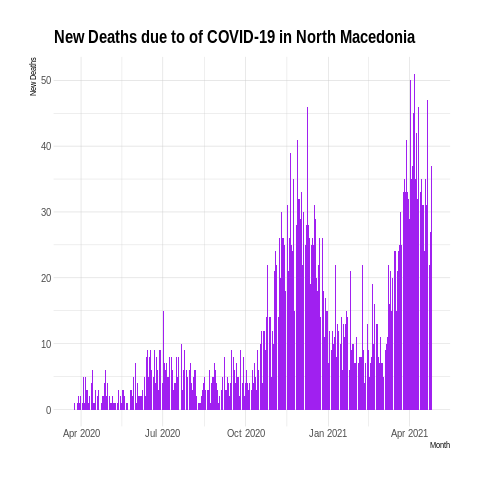 New Deaths due to of COVID-19 in North Macedonia
New Deaths
50
40
30
20
10
0
Apr 2020 Jul 2020 Oct 2020 Jan 2021 Apr 2021
Month